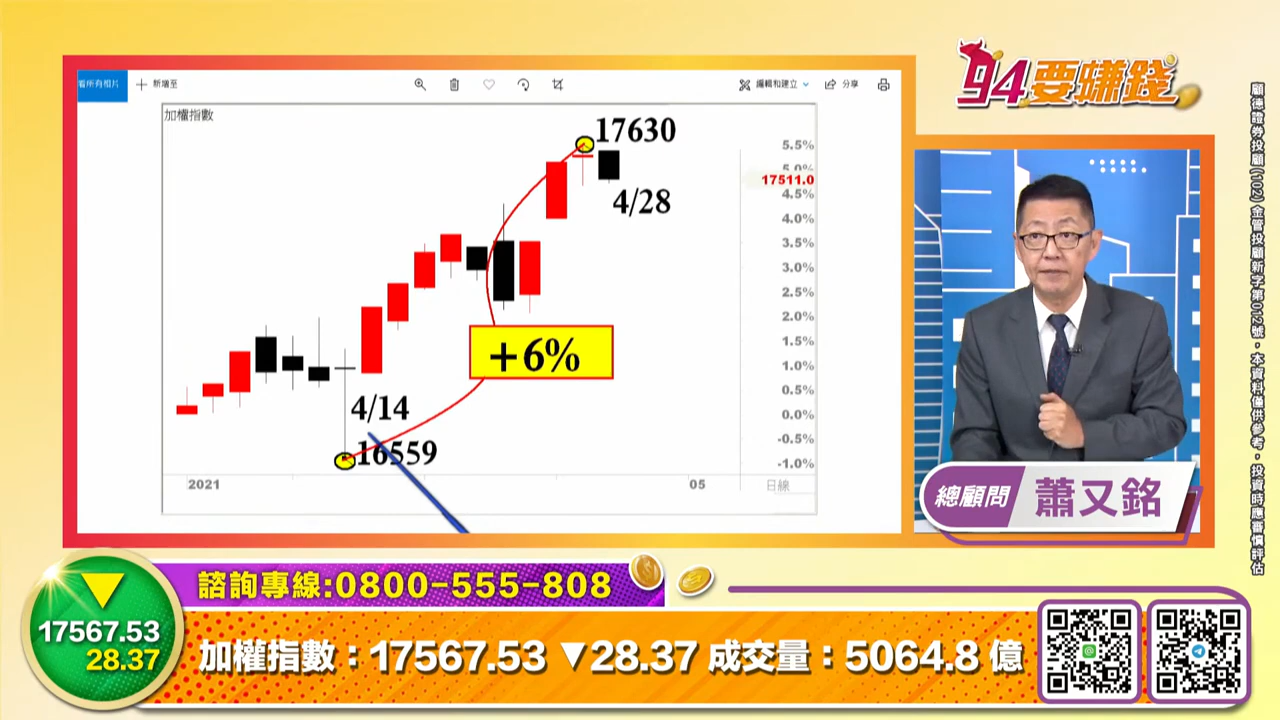 94要賺錢
看所有相片
新增至
編輯和建立
分享
加權指數
17630
4/28
+6%
4/14
16559
5.5%
5.0%
17511.0
4.5%
4.0%
3.5%
3.0%
2.5%
2.0%
1.5%
1.0%
0.5%
0.0%
-0.5%
-1.0%
2021
05
日線
總顧問 蕭又銘
顧德證券投顧(102)金管投顧新字第012號・本資料僅供參考，投資時應審慎評估
諮詢專線:0800-555-808
▼
17567.53
28.37
加權指數：17567.53 ▼28.37 成交量：5064.8 億